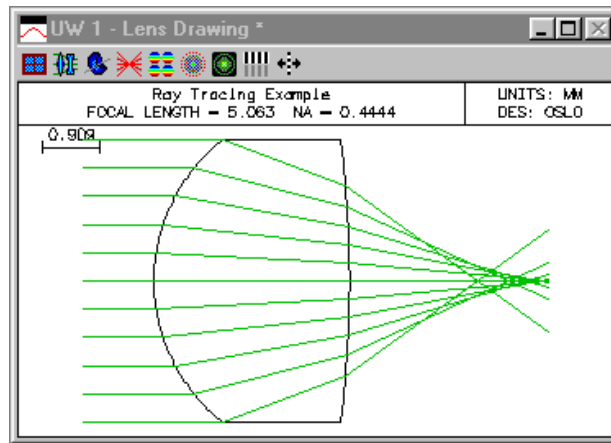 UW 1 - Lens Drawing *
Ray Tracing Example
FOCAL LENGTH = 5.063 NA = 0.4444
UNITS: MM
DES: OSLO
0.909